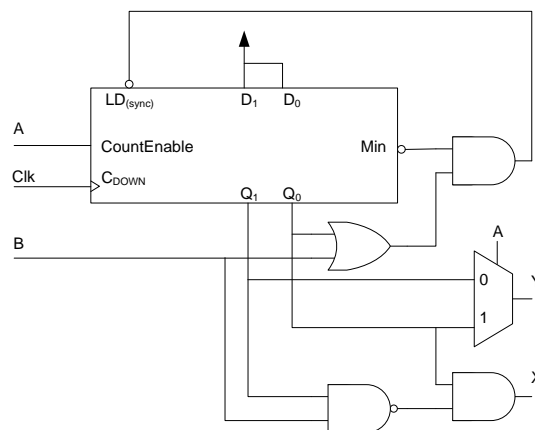 LD(sync) D1 D0
A
CountEnable Min
Clk
CDOWN
Q1 Q0
B
A
0
Y
1
X